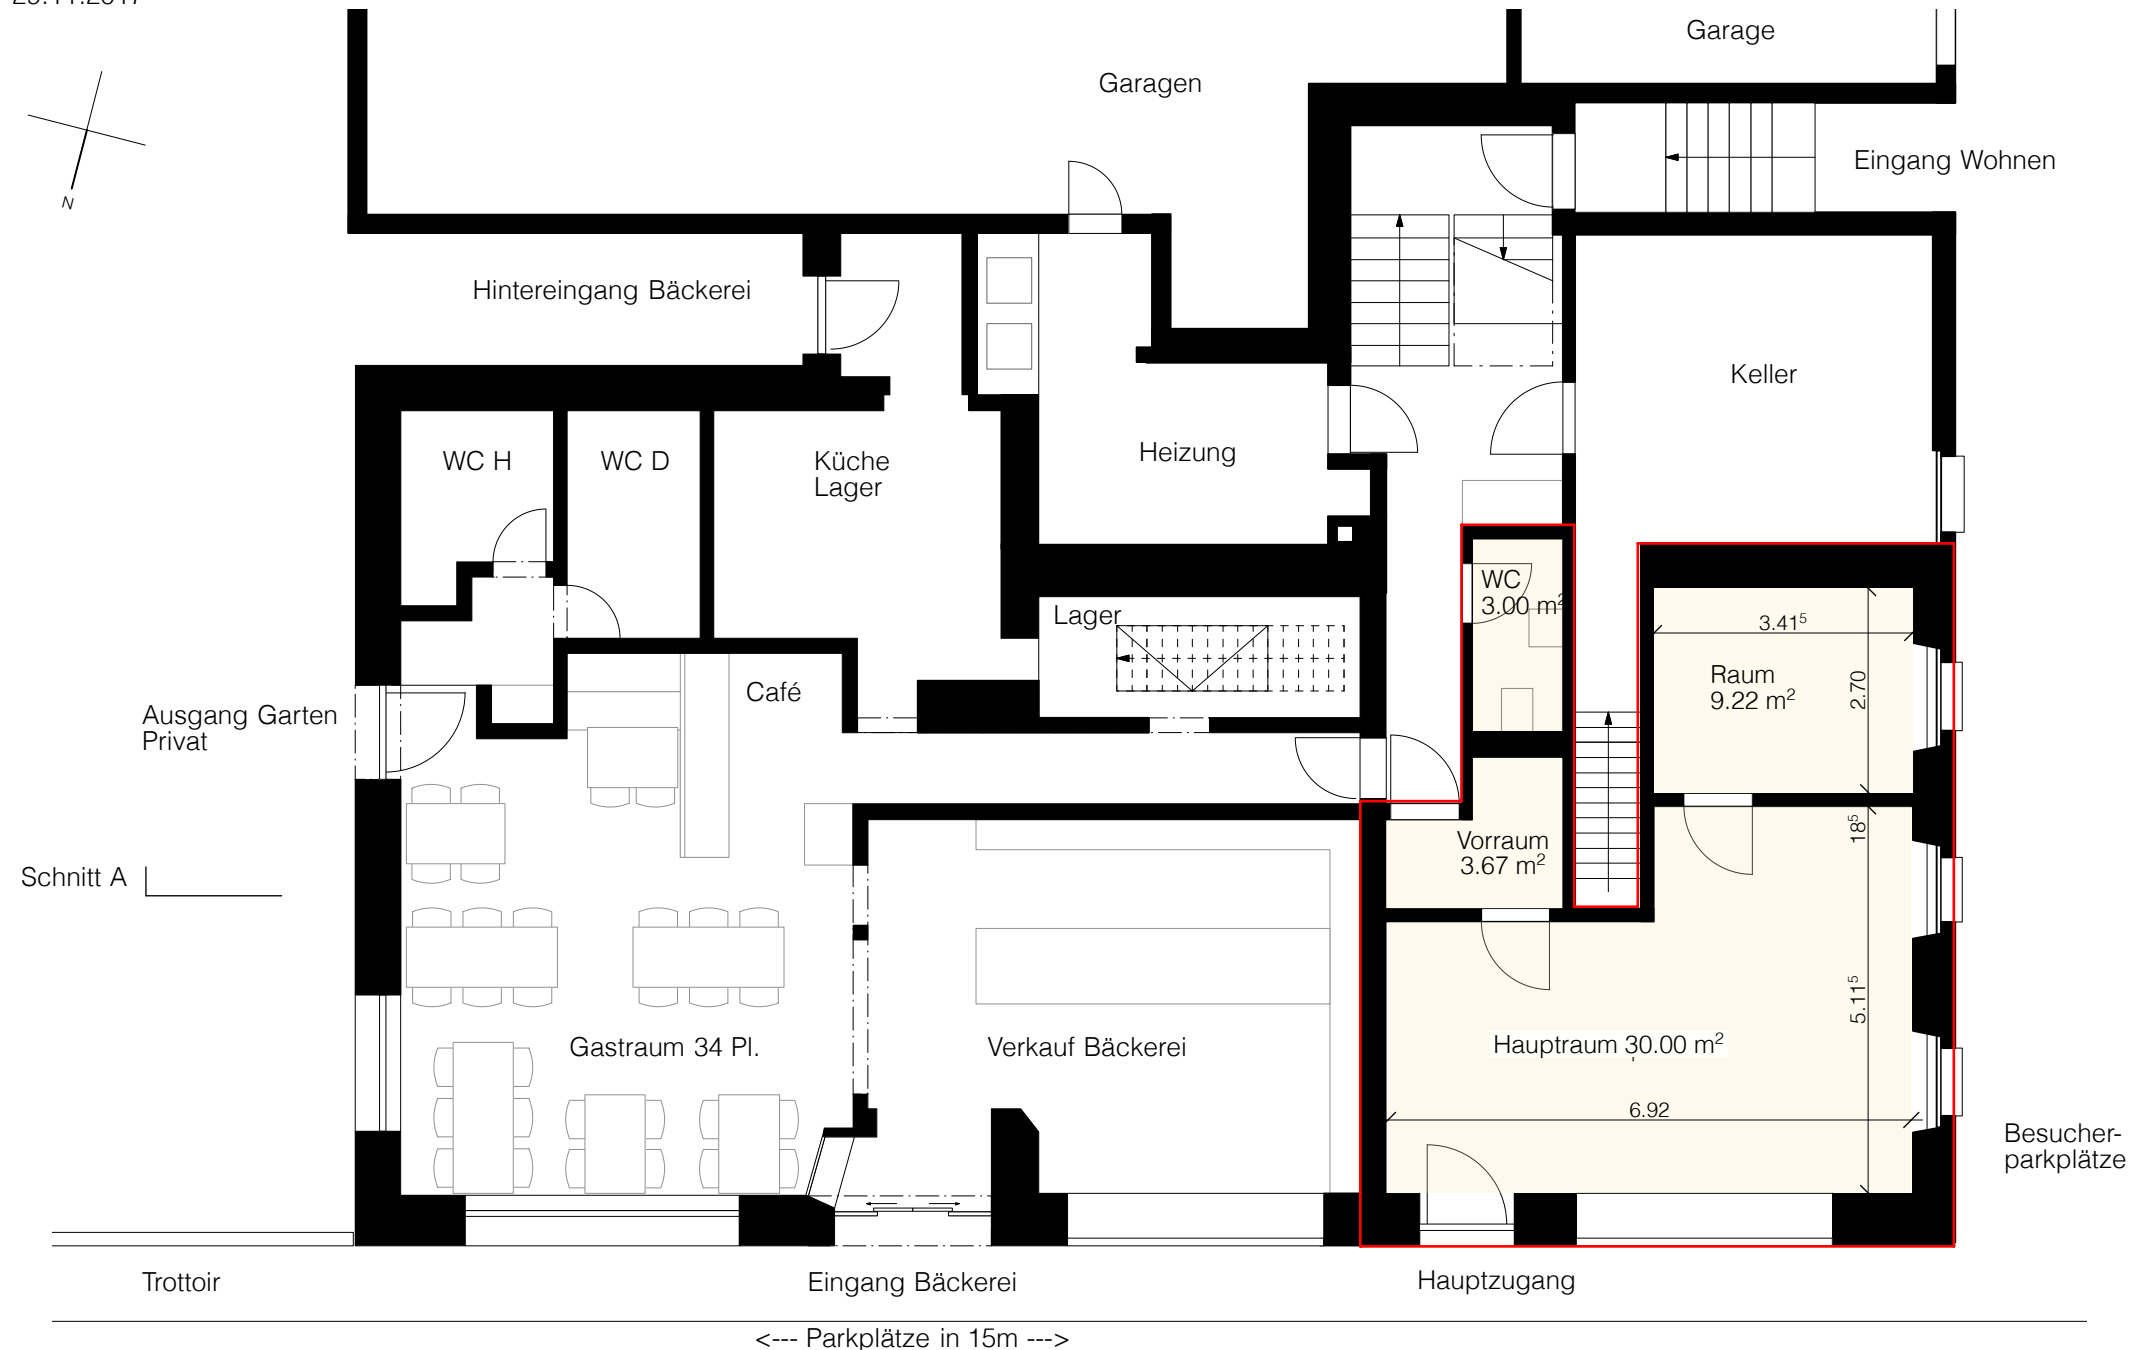 Garage
Garagen
Eingang Wohnen
N
Hintereingang Bäckerei
Keller
WC H
WC D
Küche
Lager
Heizung
WC
3.00 m²
Lager
3.41⁵
Raum
9.22 m²
2.70
Café
Ausgang Garten
Privat
Vorraum
3.67 m²
18⁵
Schnitt A
5.11⁵
Gastraum 34 Pl.
Verkauf Bäckerei
Hauptraum 30.00 m²
6.92
Besucher-
parkplätze
Trottoir
Eingang Bäckerei
Hauptzugang
<--- Parkplätze in 15m --->